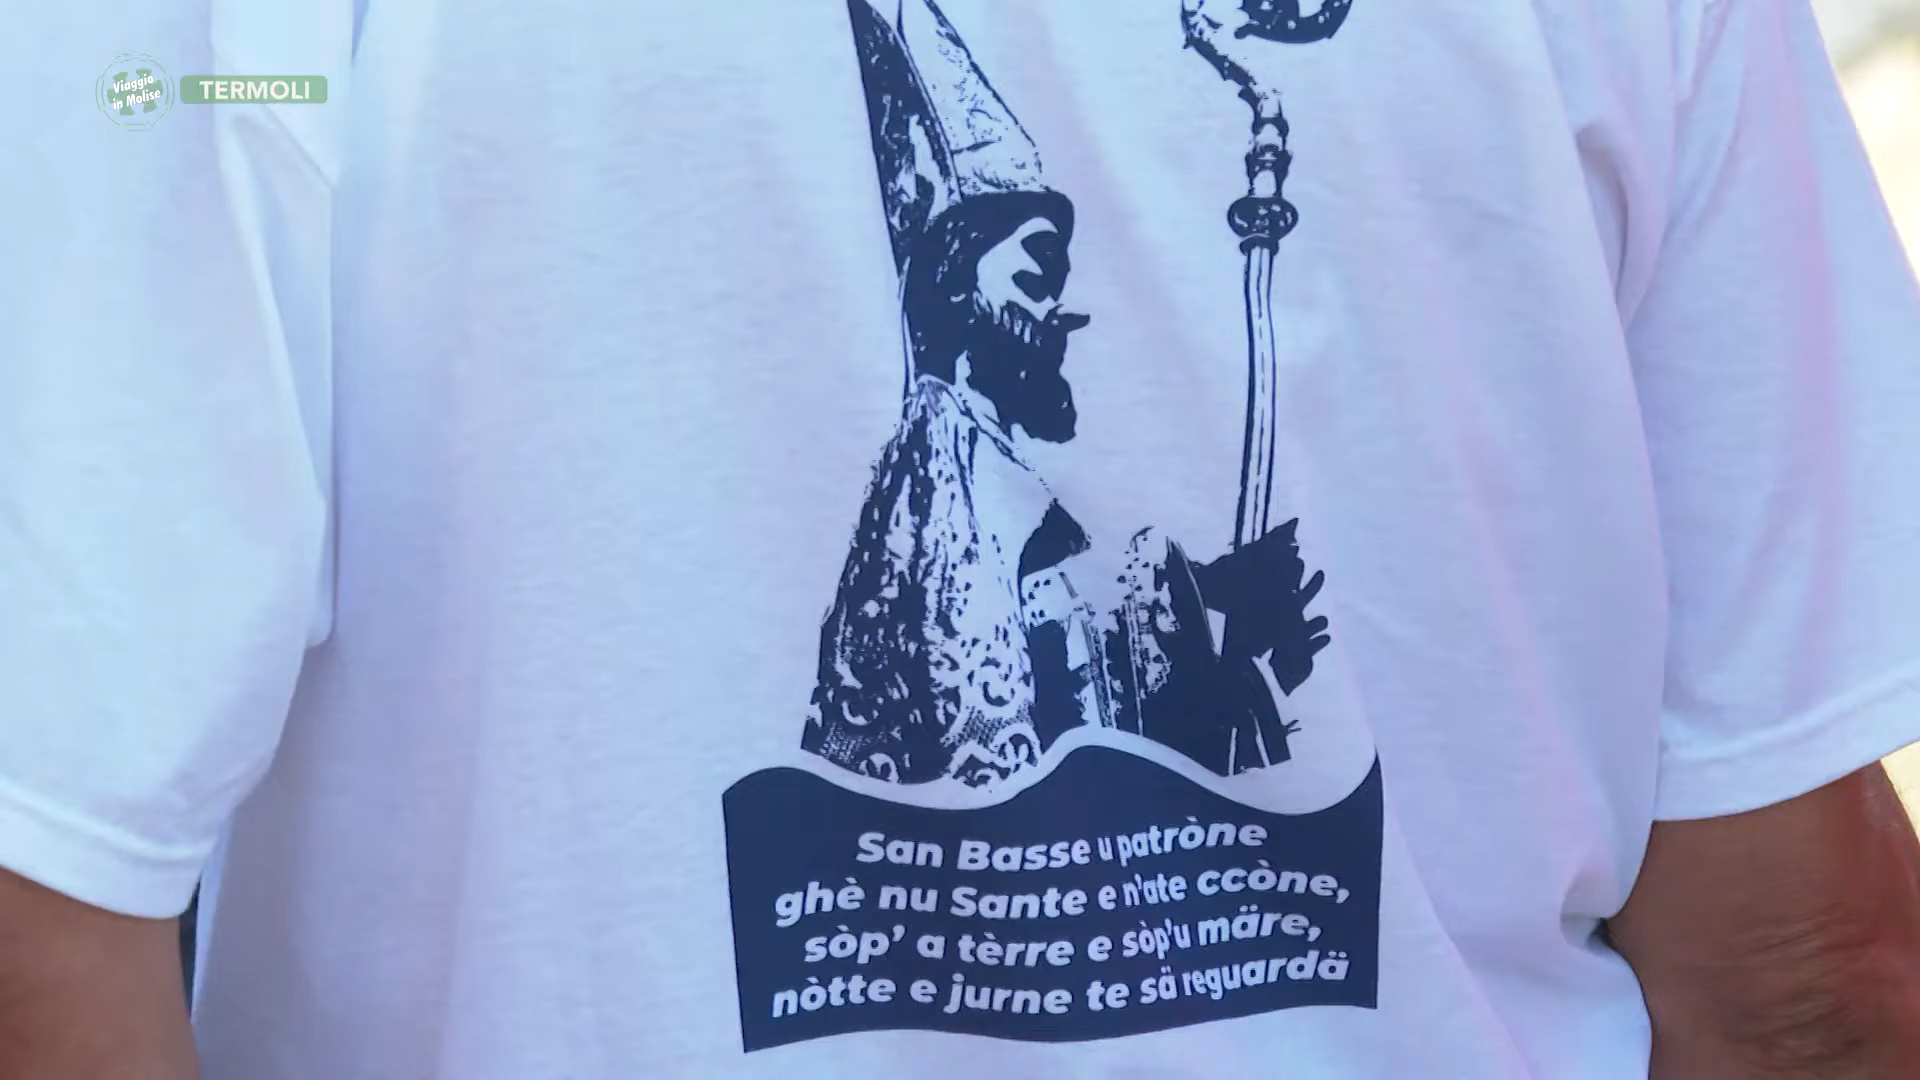 Viaggio
in Molise
TERMOLI
San Basse u patròne
ghè nu Sante e n'ate ccòne,
sòp' a tèrre e sòp'u märe,
nòtte e jurne te sä reguardä